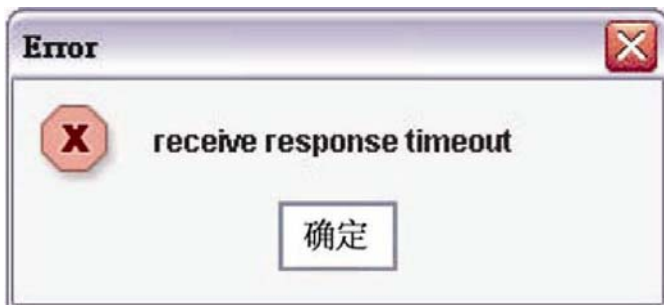 Error
X
receive response timeout
确定